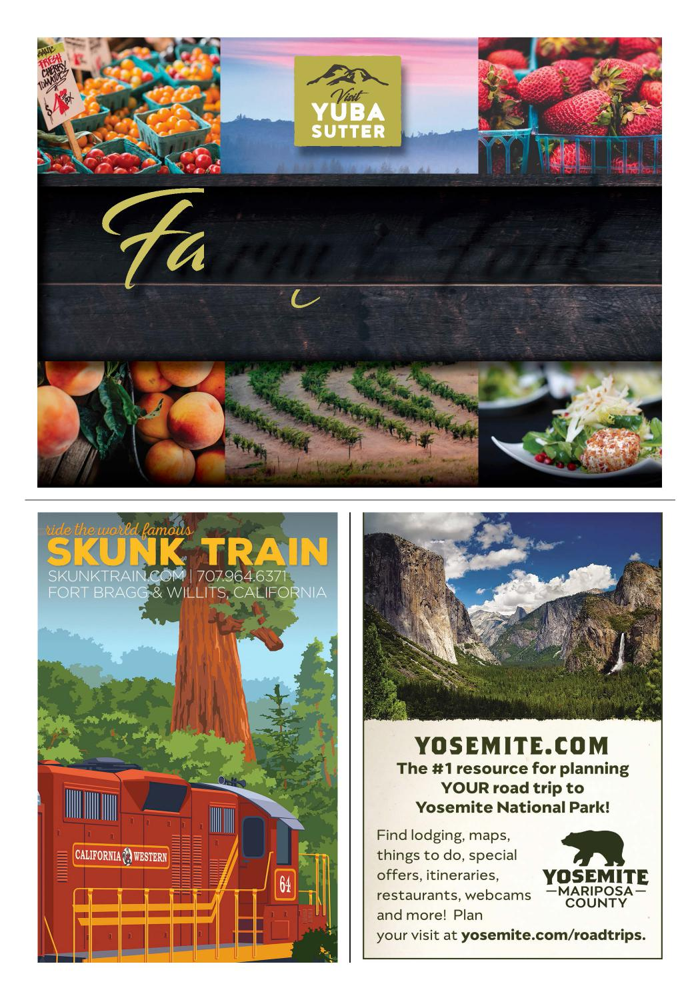 GANIC
FRESH
CHERRY
TOMATOES
$4.00
BOX
Visit
YUBA
SUTTER
Fa
ride the world famous
SKUNK TRAIN
SKUNKTRAIN.COM | 707.964.6371
FORT BRAGG & WILLITS, CALIFORNIA
CALIFORNIA WESTERN
64
YOSEMITE.COM
The #1 resource for planning
YOUR road trip to
Yosemite National Park!
Find lodging, maps,
things to do, special
offers, itineraries,
restaurants, webcams
and more! Plan
your visit at yosemite.com/roadtrips.
YOSEMITE
MARIPOSA
COUNTY